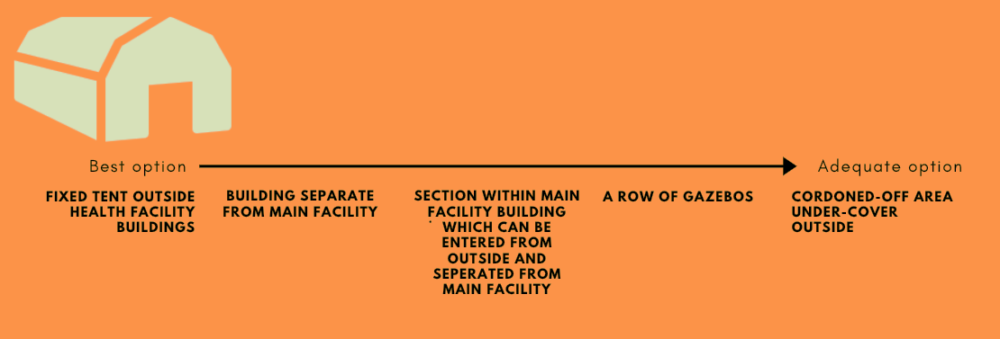 Best option
Adequate option
FIXED TENT OUTSIDE
HEALTH FACILITY
BUILDINGS
BUILDING SEPARATE
FROM MAIN FACILITY
SECTION WITHIN MAIN
FACILITY BUILDING
WHICH CAN BE
ENTERED FROM
OUTSIDE AND
SEPERATED FROM
MAIN FACILITY
A ROW OF GAZEBOS
CORDONED-OFF AREA
UNDER-COVER
OUTSIDE